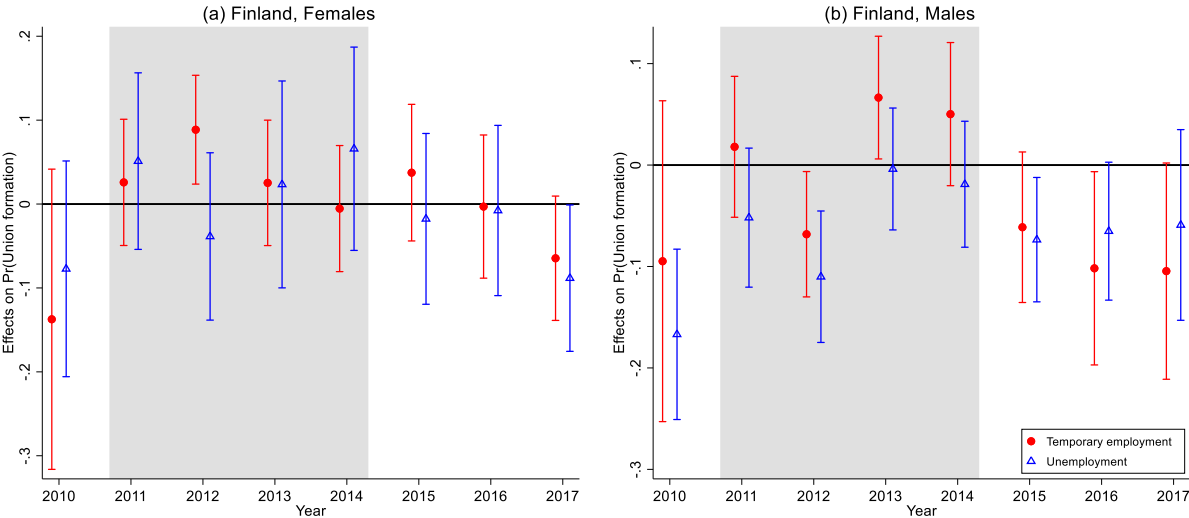 (a) Finland, Females
Effects on Pr(Union formation)
.2
.1
0
-.1
-.2
-.3
2010 2011 2012 2013 2014 2015 2016 2017
Year
(b) Finland, Males
Effects on Pr(Union formation)
.1
0
-.1
-.2
-.3
2010 2011 2012 2013 2014 2015 2016 2017
Year
Temporary employment
Unemployment